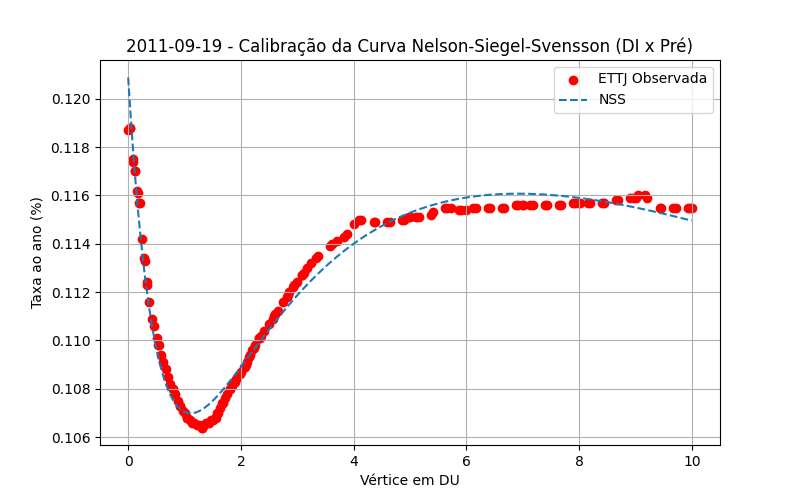 2011-09-19 - Calibração da Curva Nelson-Siegel-Svensson (DI x Pré)
ETTJ Observada
NSS
Taxa ao ano (%)
0.120
0.118
0.116
0.114
0.112
0.110
0.108
0.106
0 2 4 6 8 10
Vértice em DU